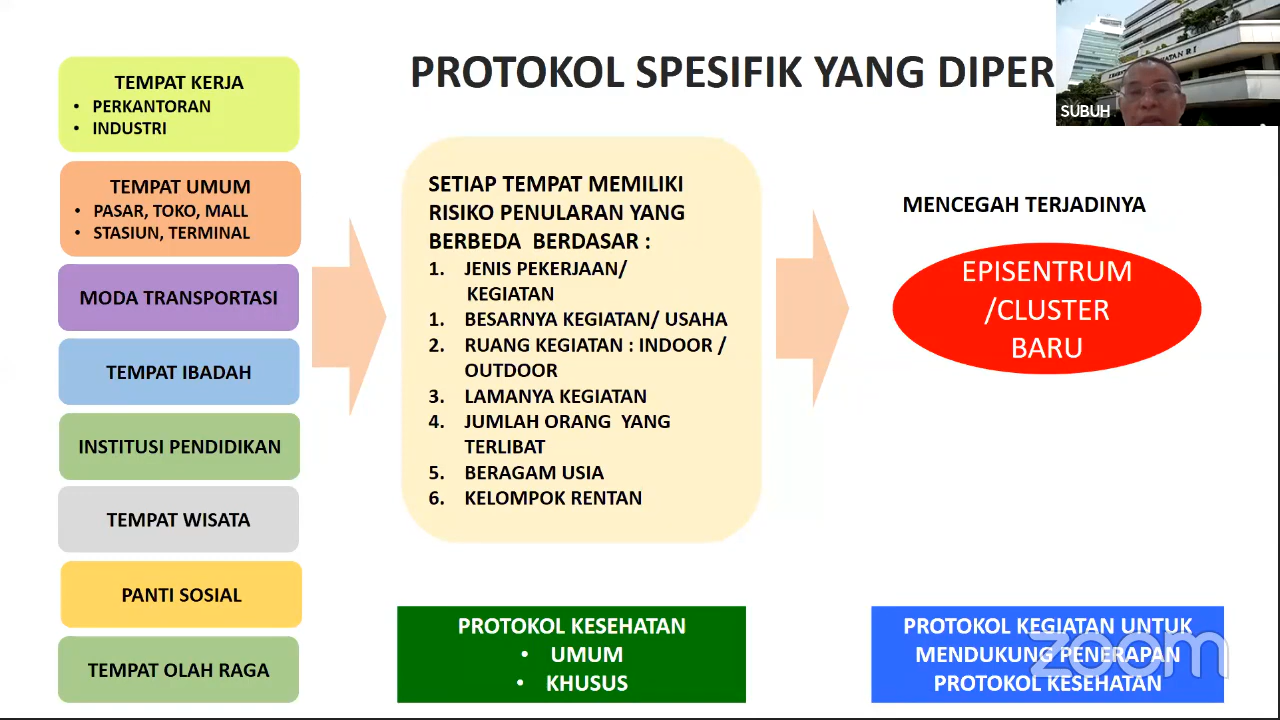 PROTOKOL SPESIFIK YANG DIPER
SUBUH
TEMPAT KERJA
• PERKANTORAN
• INDUSTRI
TEMPAT UMUM
• PASAR, TOKO, MALL
• STASIUN, TERMINAL
MODA TRANSPORTASI
TEMPAT IBADAH
INSTITUSI PENDIDIKAN
TEMPAT WISATA
PANTI SOSIAL
TEMPAT OLAH RAGA
SETIAP TEMPAT MEMILIKI
RISIKO PENULARAN YANG
BERBEDA BERDASAR :
1. JENIS PEKERJAAN/
KEGIATAN
1. BESARNYA KEGIATAN/ USAHA
2. RUANG KEGIATAN : INDOOR /
OUTDOOR
3. LAMANYA KEGIATAN
4. JUMLAH ORANG YANG
TERLIBAT
5. BERAGAM USIA
6. KELOMPOK RENTAN
MENCEGAH TERJADINYA
EPISENTRUM
/CLUSTER
BARU
PROTOKOL KESEHATAN
• UMUM
• KHUSUS
PROTOKOL KEGIATAN UNTUK
MENDUKUNG PENERAPAN
PROTOKOL KESEHATAN
zoom